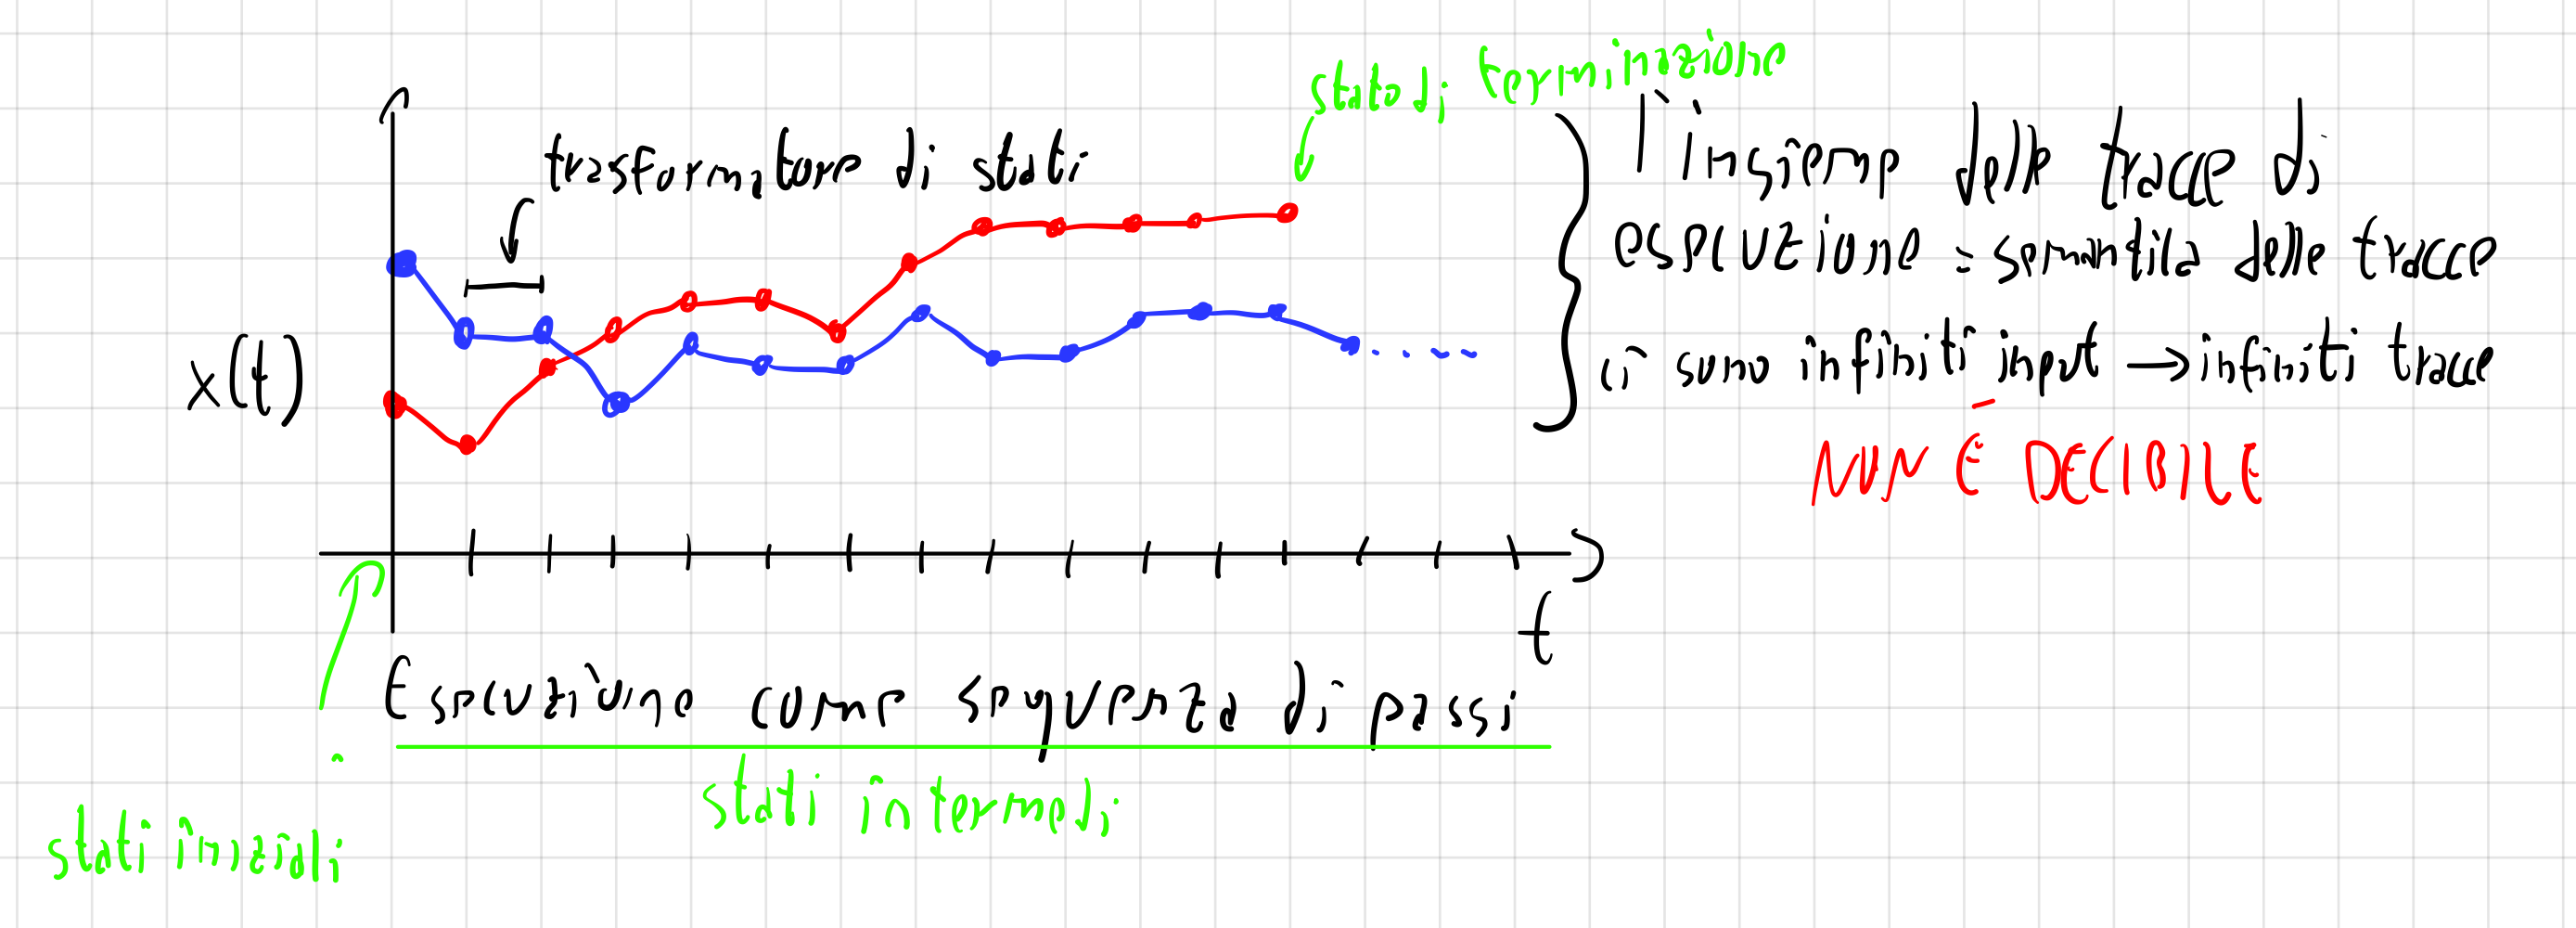 stato di terminazione
trasformatore di stati
l'insieme delle tracce di
esecuzione = semantica delle tracce
ci sono infiniti input → infiniti tracce
NON È DECIBILE
x(t)
t
Esecuzione come sequenza di passi
stati intermedi
stati inziali